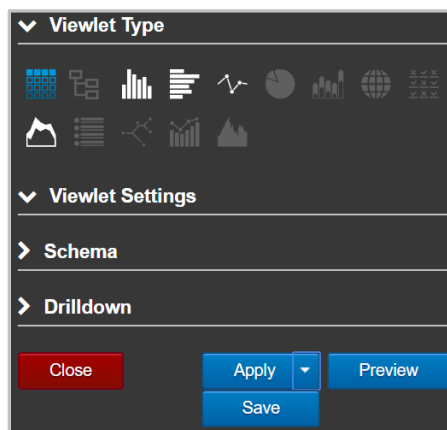 Viewlet Type
Viewlet Settings
Schema
Drilldown
Close Apply Preview
Save